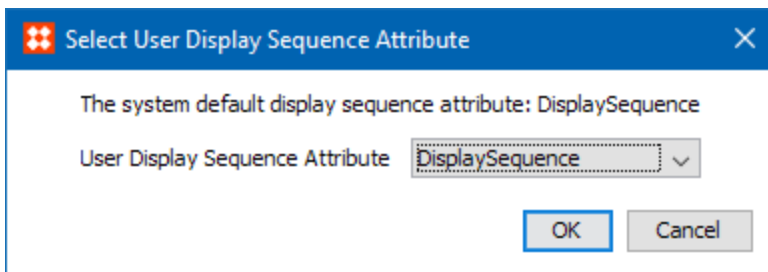 Select User Display Sequence Attribute
The system default display sequence attribute: DisplaySequence
User Display Sequence Attribute DisplaySequence
OK Cancel